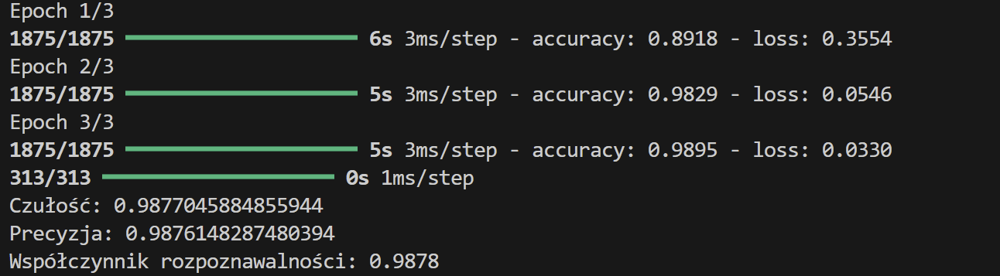 Epoch 1/3
1875/1875 6s 3ms/step - accuracy: 0.8918 - loss: 0.3554
Epoch 2/3
1875/1875 5s 3ms/step - accuracy: 0.9829 - loss: 0.0546
Epoch 3/3
1875/1875 5s 3ms/step - accuracy: 0.9895 - loss: 0.0330
313/313 0s 1ms/step
Czułość: 0.9877045884855944
Precyzja: 0.9876148287480394
Współczynnik rozpoznawalności: 0.9878